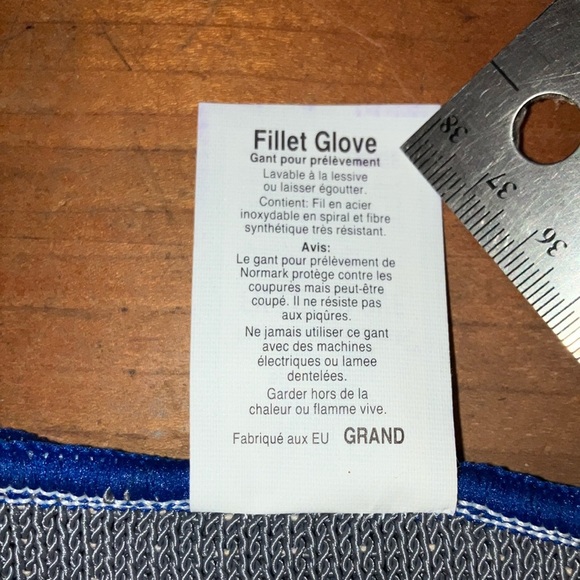 Fillet Glove
Gant pour prélèvement
Lavable à la lessive
ou laisser égoutter.
Contient: Fil en acier
inoxydable en spiral et fibre
synthétique très résistant.
Avis:
Le gant pour prélèvement de
Normark protège contre les
coupures mais peut-être
coupé. Il ne résiste pas
aux piqûres.
Ne jamais utiliser ce gant
avec des machines
électriques ou lamee
dentelées.
Garder hors de la
chaleur ou flamme vive.
Fabriqué aux EU GRAND
38
37
36